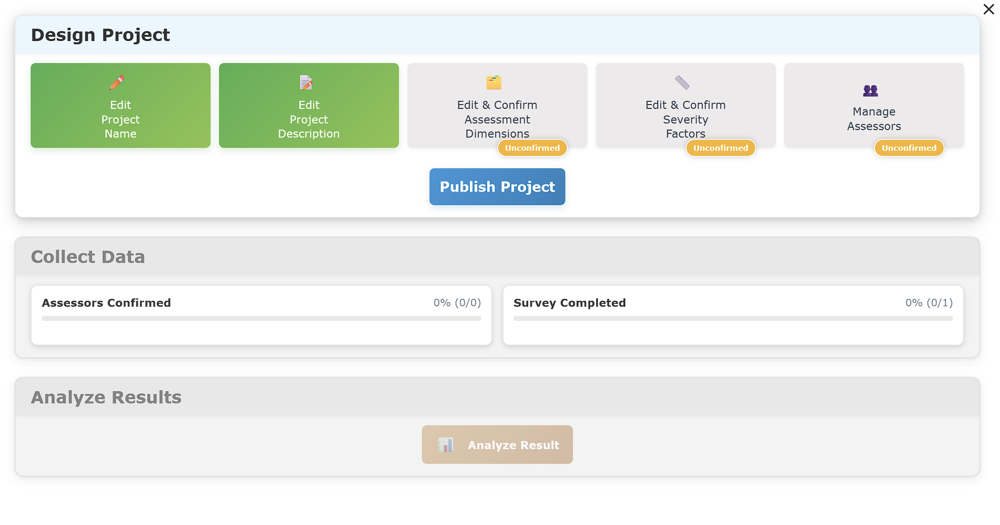 Design Project
Edit
Project
Name
Edit
Project
Description
Edit & Confirm
Assessment
Dimensions
Unconfirmed
Edit & Confirm
Severity
Factors
Unconfirmed
Manage
Assessors
Unconfirmed
Publish Project
Collect Data
Assessors Confirmed
0% (0/0)
Survey Completed
0% (0/1)
Analyze Results
Analyze Result